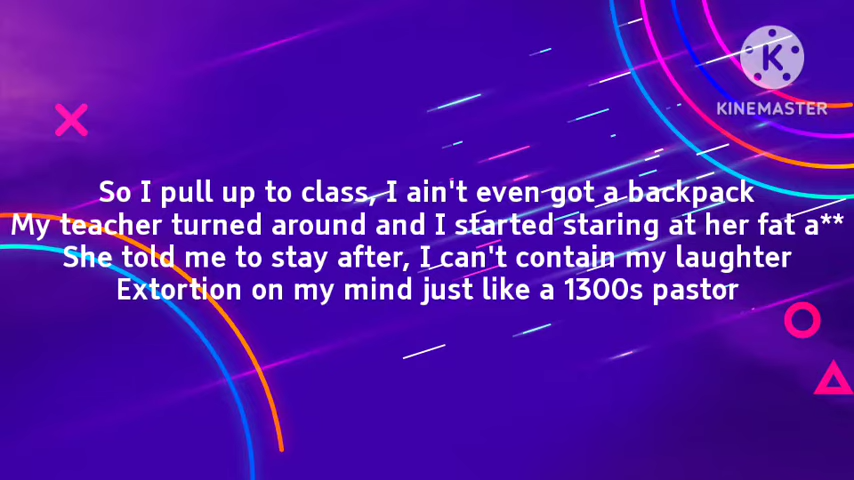 KINEMASTER
So I pull up to class, I ain't even got a backpack
My teacher turned around and I started staring at her fat a**
She told me to stay after, I can't contain my laughter
Extortion on my mind just like a 1300s pastor